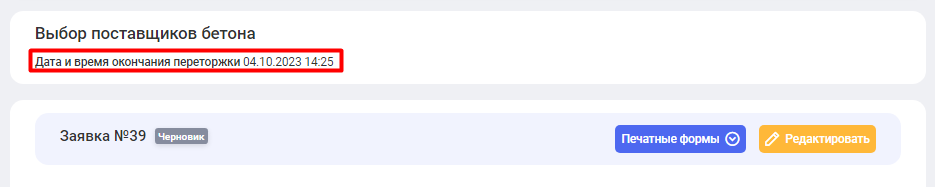 Выбор поставщиков бетона
Дата и время окончания переторжки 04.10.2023 14:25
Заявка №39 Черновик Печатные формы Редактировать